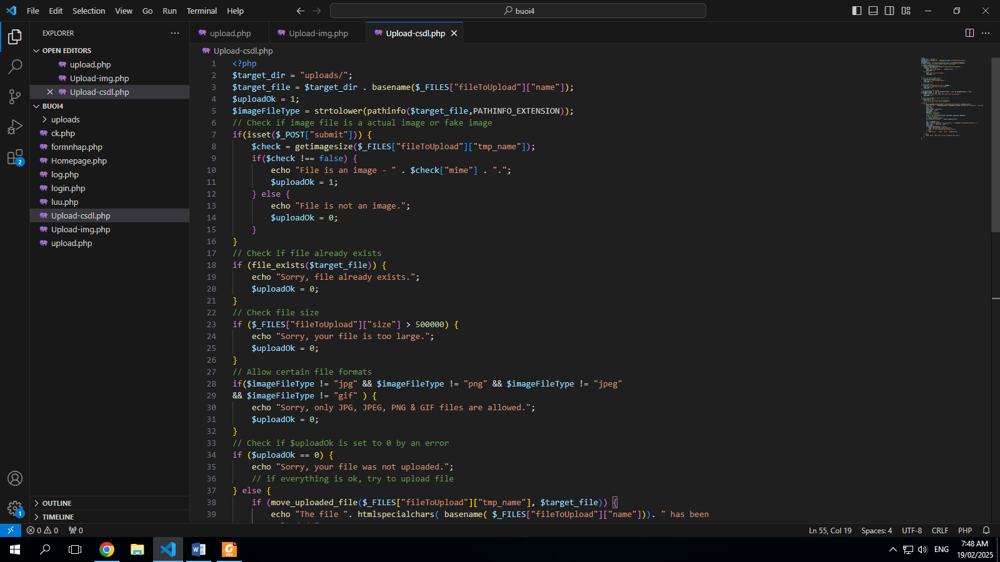 File Edit Selection View Go Run Terminal Help
buoi4
EXPLORER
OPEN EDITORS
upload.php
Upload-img.php
Upload-csdl.php
BUOI4
uploads
ck.php
formnhap.php
Homepage.php
log.php
login.php
luu.php
Upload-csdl.php
Upload-img.php
upload.php
OUTLINE
TIMELINE
2
1
upload.php Upload-img.php Upload-csdl.php
Upload-csdl.php
1 <?php
2 $target_dir = "uploads/";
3 $target_file = $target_dir . basename($_FILES["fileToUpload"]["name"]);
4 $uploadOk = 1;
5 $imageFileType = strtolower(pathinfo($target_file,PATHINFO_EXTENSION));
6 // Check if image file is a actual image or fake image
7 if(isset($_POST["submit"])) {
8 $check = getimagesize($_FILES["fileToUpload"]["tmp_name"]);
9 if($check !== false) {
10 echo "File is an image - " . $check["mime"] . ".";
11 $uploadOk = 1;
12 } else {
13 echo "File is not an image.";
14 $uploadOk = 0;
15 }
16 }
17 // Check if file already exists
18 if (file_exists($target_file)) {
19 echo "Sorry, file already exists.";
20 $uploadOk = 0;
21 }
22 // Check file size
23 if ($_FILES["fileToUpload"]["size"] > 500000) {
24 echo "Sorry, your file is too large.";
25 $uploadOk = 0;
26 }
27 // Allow certain file formats
28 if($imageFileType != "jpg" && $imageFileType != "png" && $imageFileType != "jpeg"
29 && $imageFileType != "gif" ) {
30 echo "Sorry, only JPG, JPEG, PNG & GIF files are allowed.";
31 $uploadOk = 0;
32 }
33 // Check if $uploadOk is set to 0 by an error
34 if ($uploadOk == 0) {
35 echo "Sorry, your file was not uploaded.";
36 // if everything is ok, try to upload file
37 } else {
38 if (move_uploaded_file($_FILES["fileToUpload"]["tmp_name"], $target_file)) {
39 echo "The file ". htmlspecialchars( basename( $_FILES["fileToUpload"]["name"])). " has been
0 0 0
Ln 55, Col 19 Spaces: 4 UTF-8 CRLF PHP
ENG
7:48 AM
19/02/2025